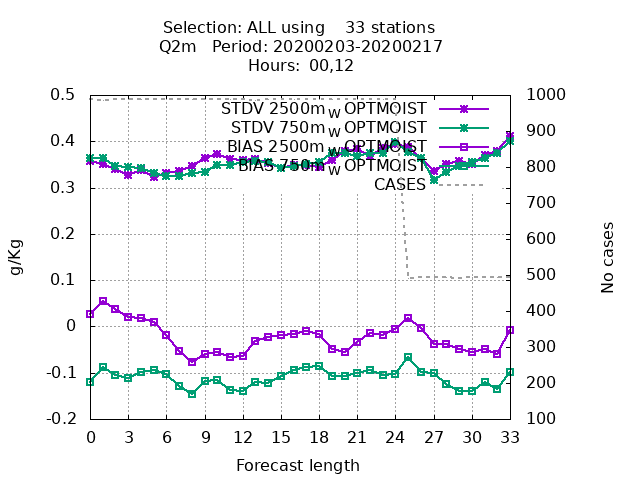 Selection: ALL using    33 stations
Q2m   Period: 20200203-20200217
Hours:  00,12
STDV 2500m_W OPTMOIST
STDV 750m_W OPTMOIST
BIAS 2500m_W OPTMOIST
BIAS 750m_W OPTMOIST
CASES
0.5
0.4
0.3
0.2
0.1
0
-0.1
-0.2
g/Kg
1000
900
800
700
600
500
400
300
200
100
No cases
0 3 6 9 12 15 18 21 24 27 30 33
Forecast length